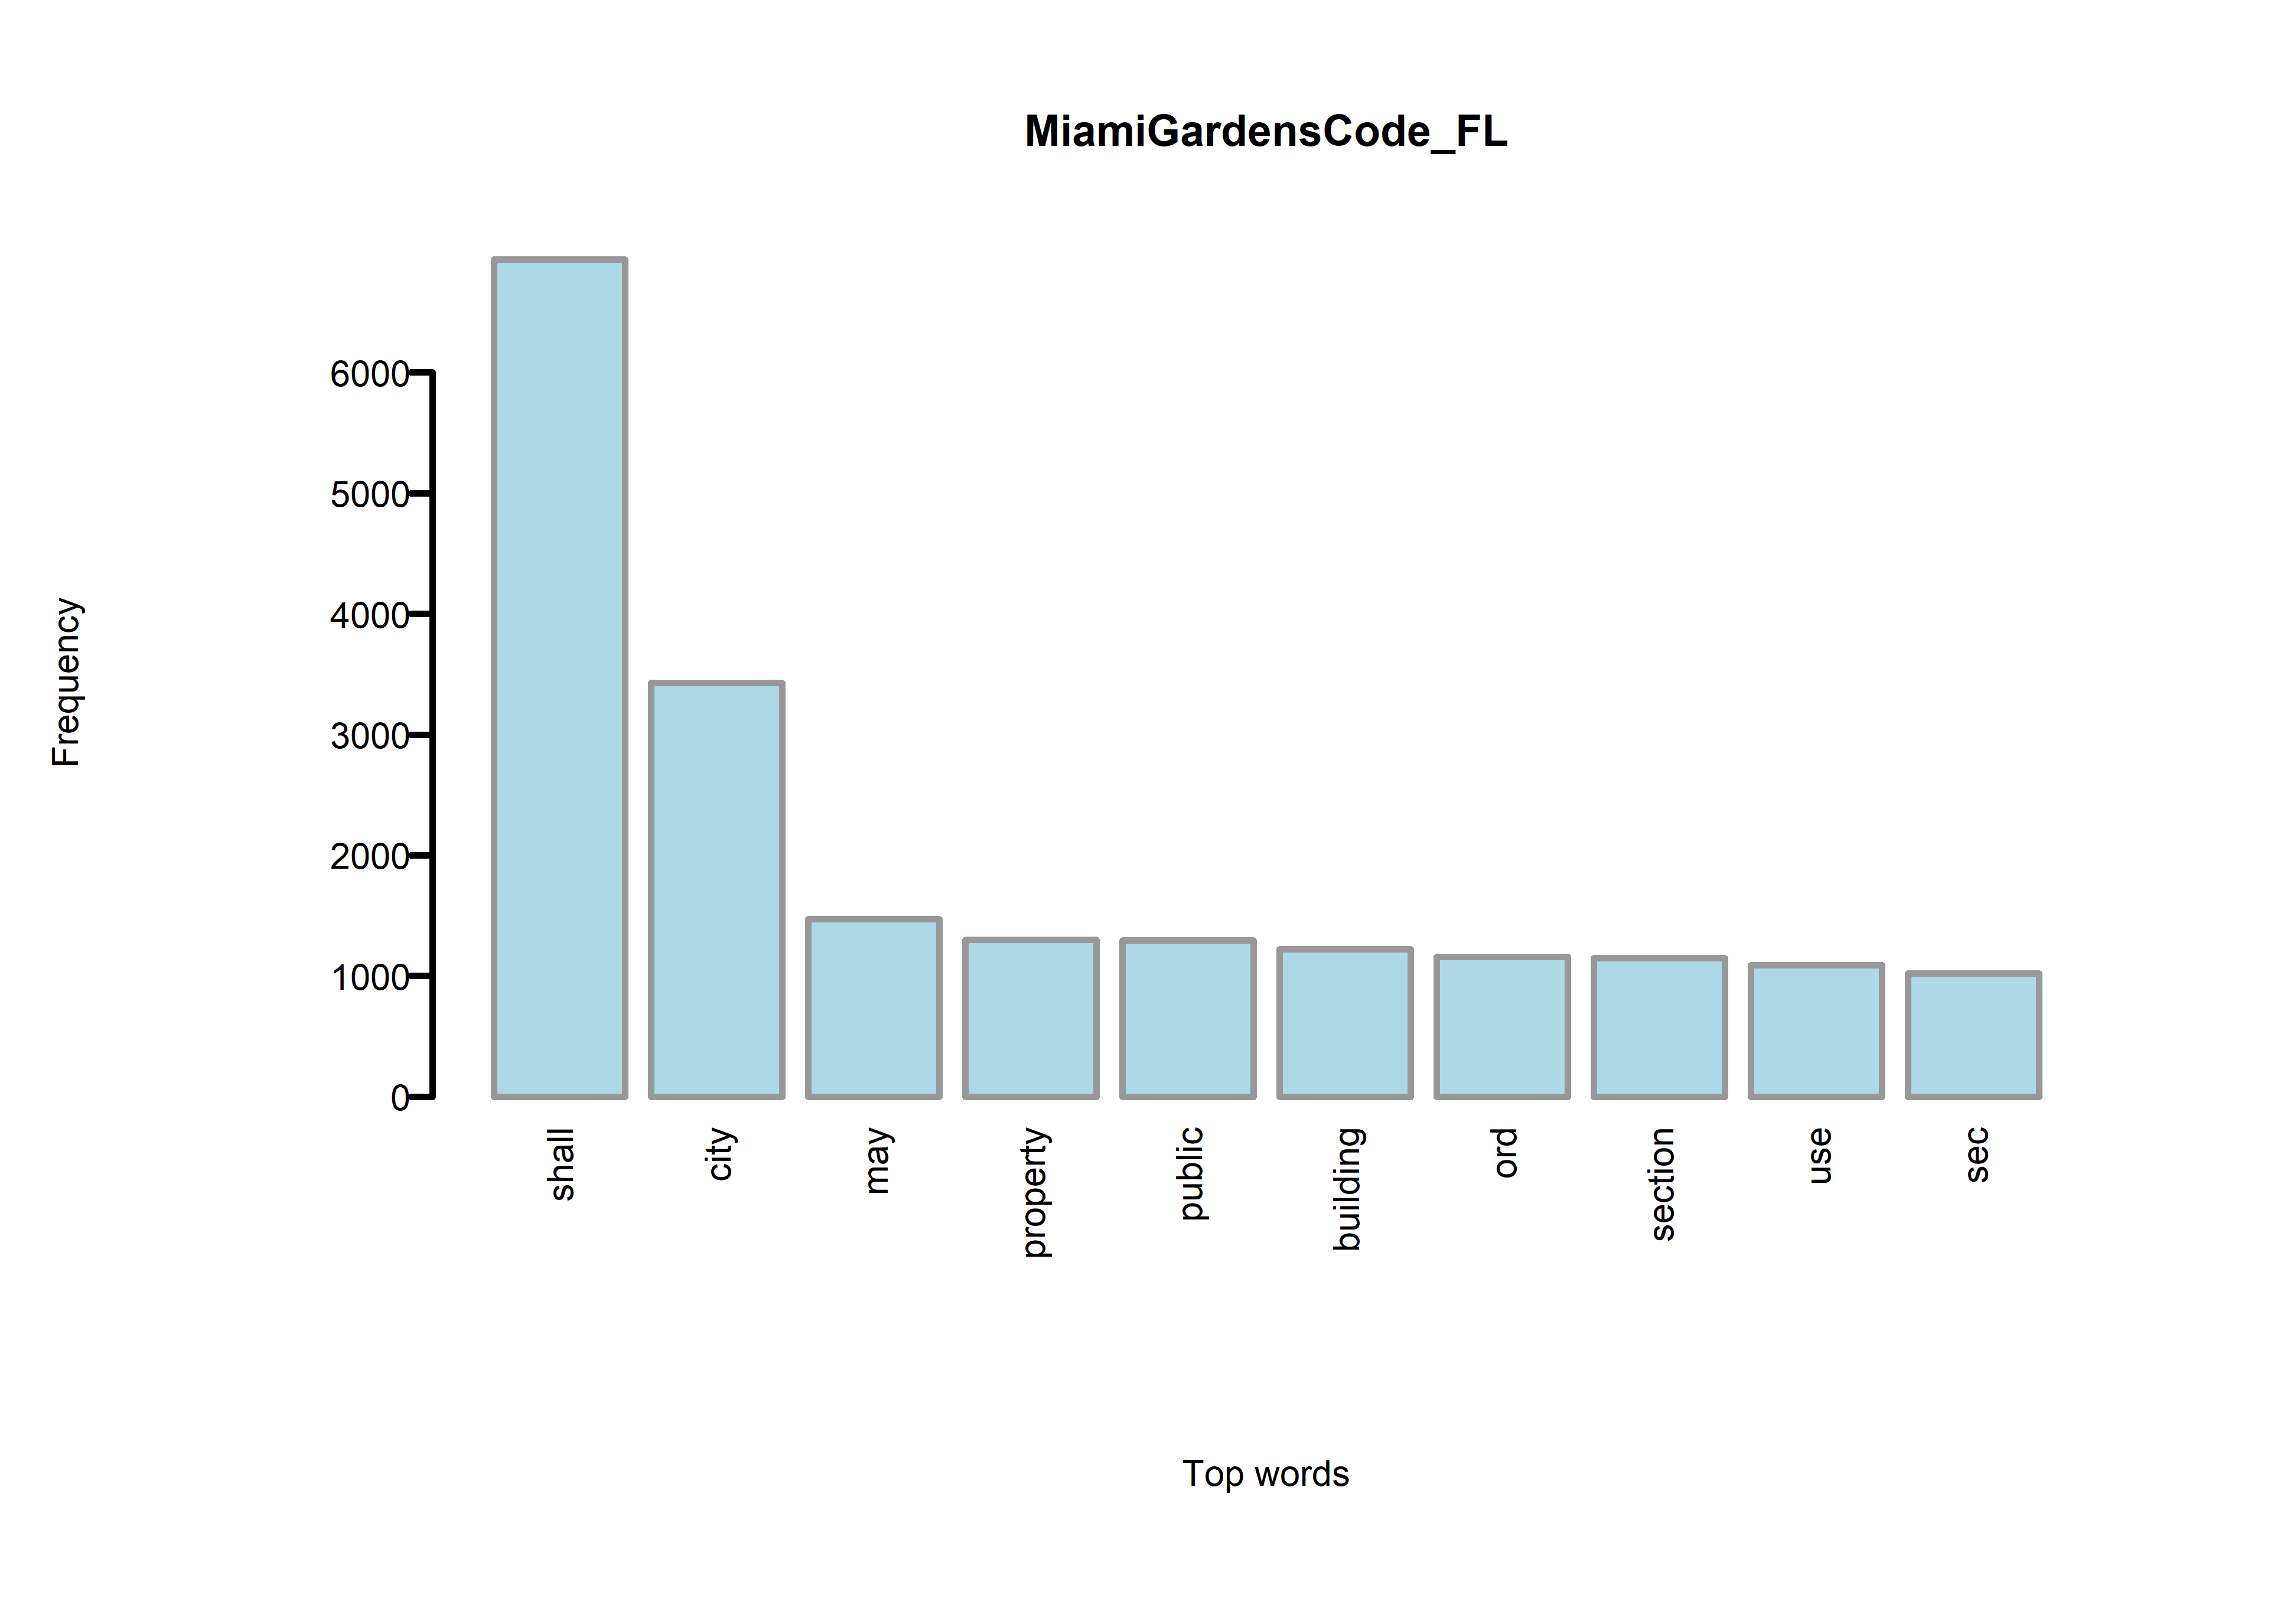 MiamiGardensCode_FL
Frequency
6000
5000
4000
3000
2000
1000
0
shall
city
may
property
public
building
ord
section
use
sec
Top words